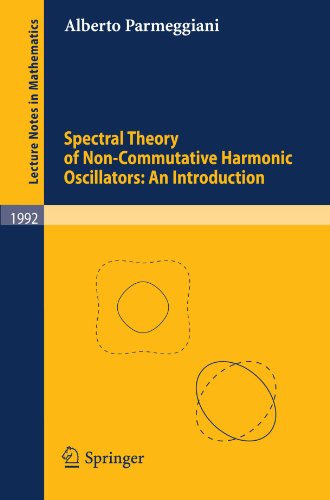 Alberto Parmeggiani
Lecture Notes in Mathematics
Spectral Theory
of Non-Commutative Harmonic
Oscillators: An Introduction
1992
Springer